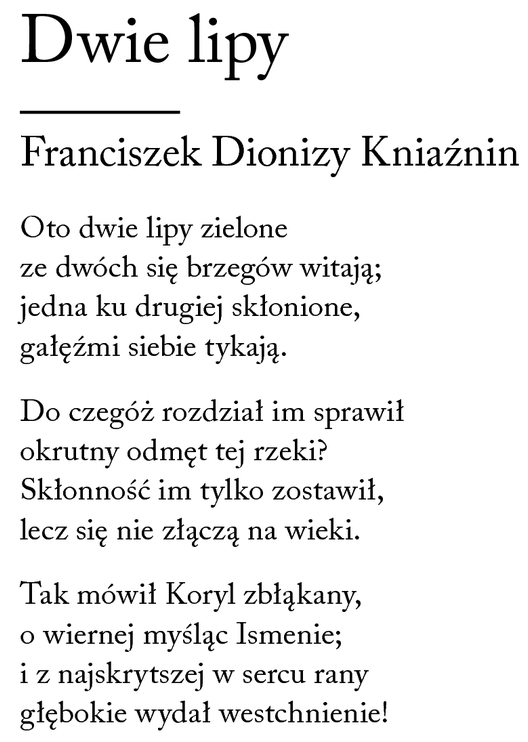 Dwie lipy
Franciszek Dionizy Kniaźnin
Oto dwie lipy zielone
ze dwóch się brzegów witają;
jedna ku drugiej skłonione,
gałęźmi siebie tykają.
Do czegóż rozdział im sprawił
okrutny odmęt tej rzeki?
Skłonność im tylko zostawił,
lecz się nie złączą na wieki.
Tak mówił Koryl zbłąkany,
o wiernej myśląc Ismenie;
i z najskrytszej w sercu rany
głębokie wydał westchnienie!